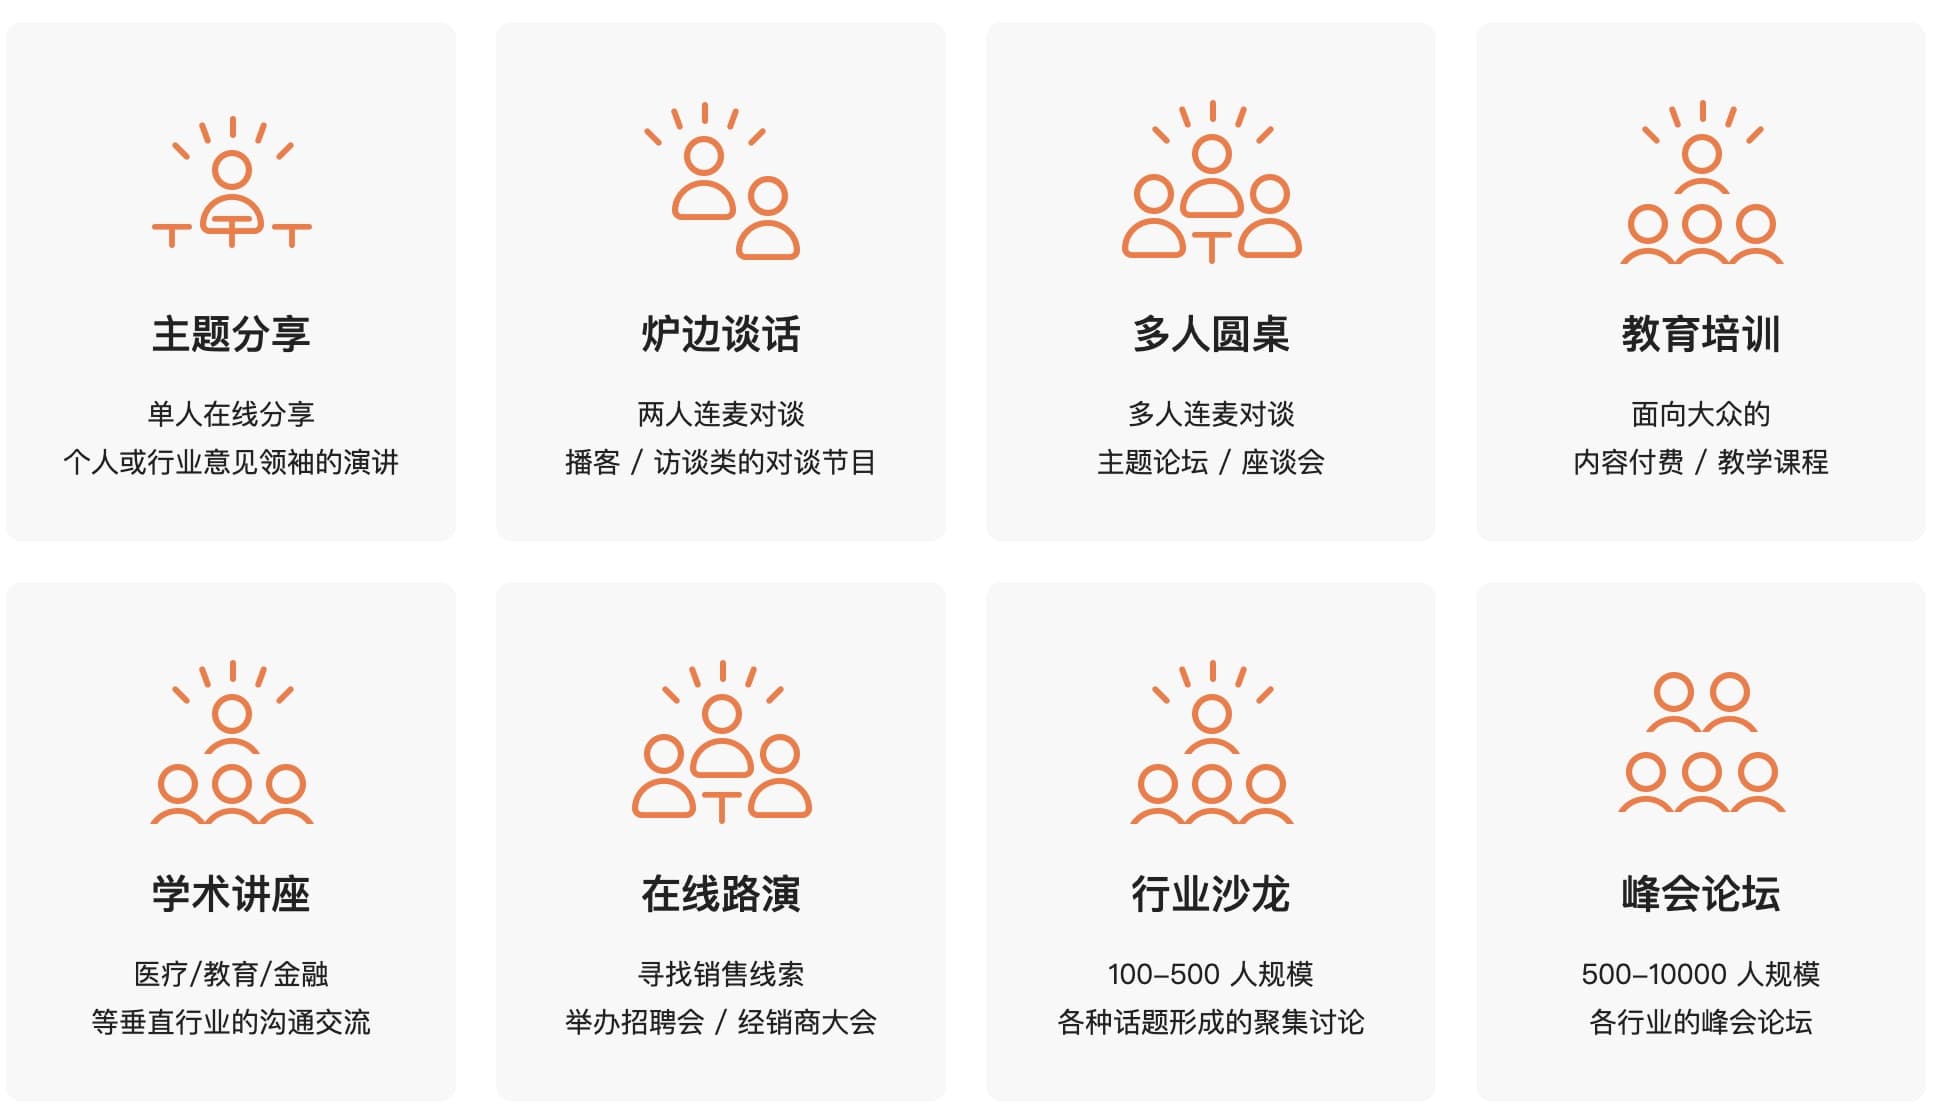 主题分享
单人在线分享
个人或行业意见领袖的演讲
炉边谈话
两人连麦对谈
播客 / 访谈类的对谈节目
多人圆桌
多人连麦对谈
主题论坛 / 座谈会
教育培训
面向大众的
内容付费 / 教学课程
学术讲座
医疗/教育/金融
等垂直行业的沟通交流
在线路演
寻找销售线索
举办招聘会 / 经销商大会
行业沙龙
100–500 人规模
各种话题形成的聚集讨论
峰会论坛
500–10000 人规模
各行业的峰会论坛